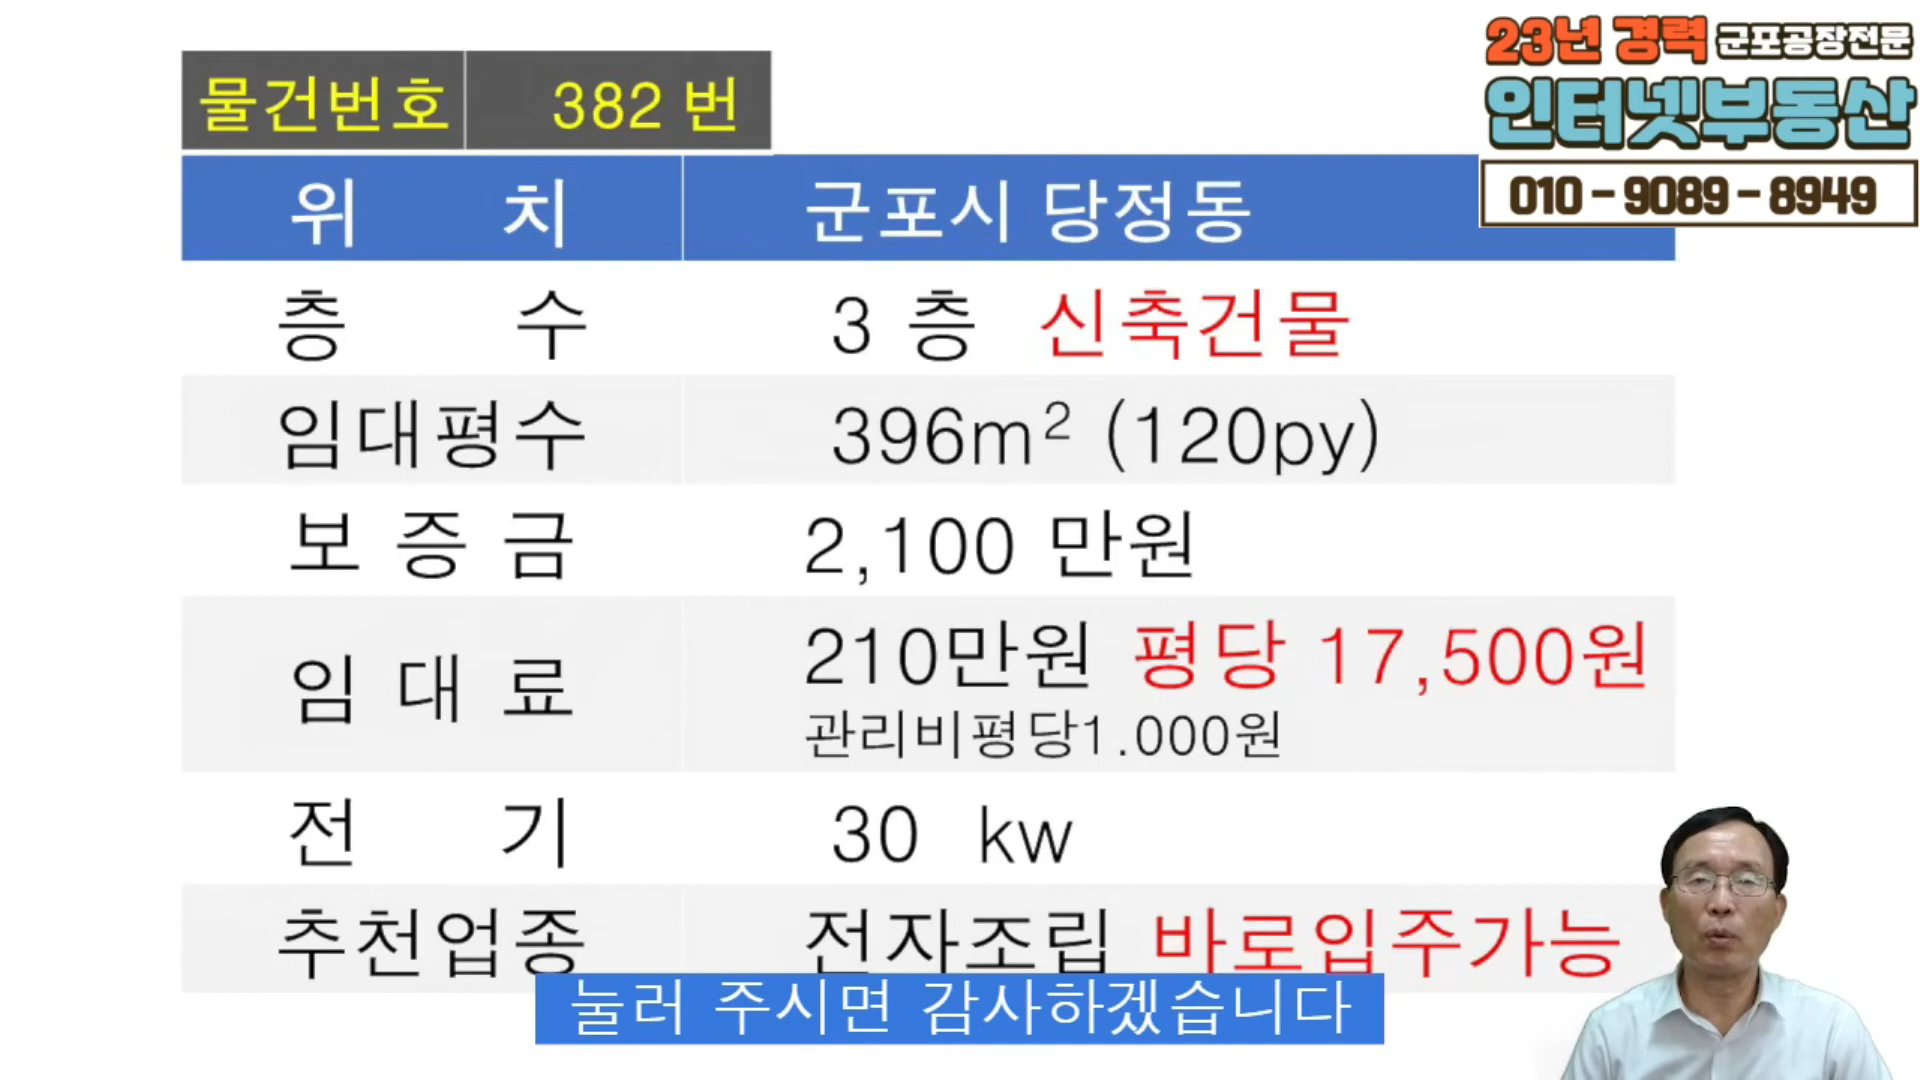 23년 경력 군포공장전문
인터넷부동산
010-9089-8949
물건번호 382 번
위 치 군포시 당정동
층 수 3 층 신축건물
임대평수 396m² (120py)
보 증 금 2,100 만원
임 대 료 210만원 평당 17,500원
관리비평당1.000원
전 기 30 kw
추천업종 전자조립 바로입주가능
눌러 주시면 감사하겠습니다